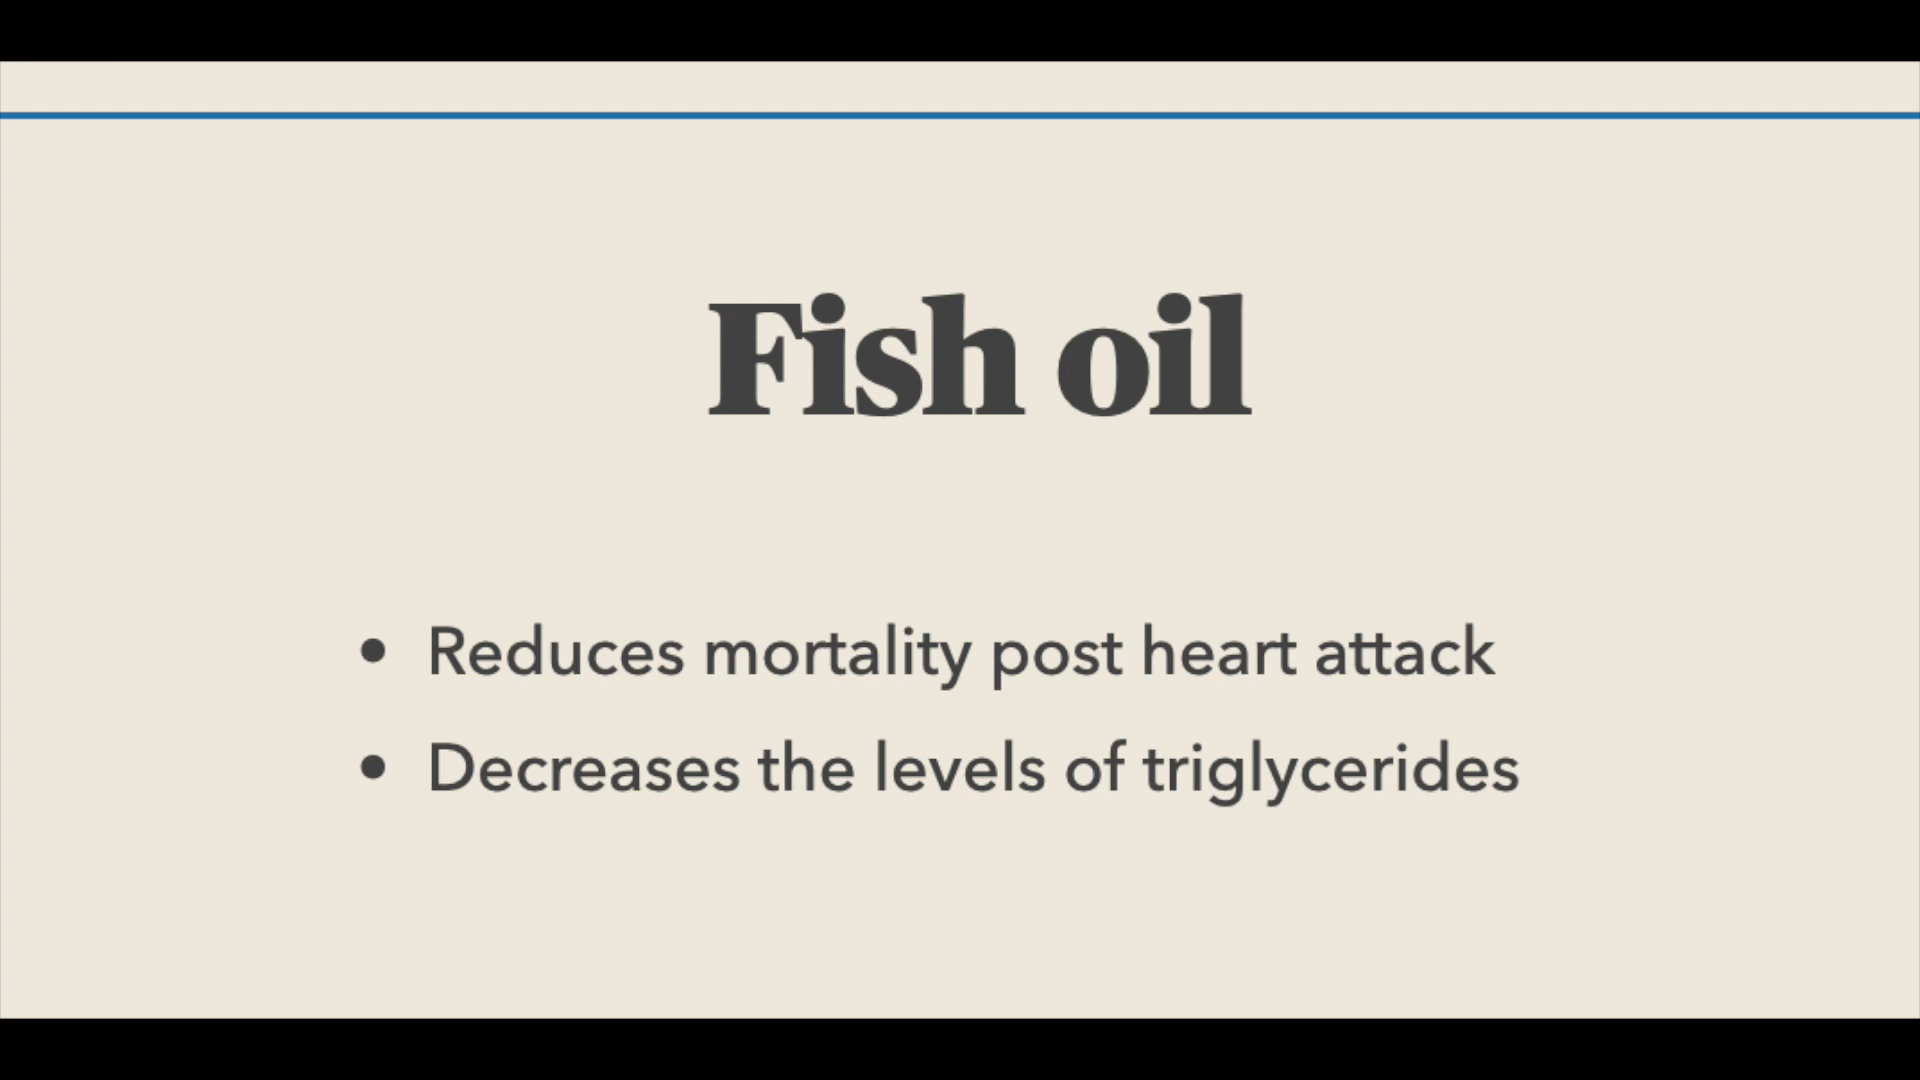 Fish oil
• Reduces mortality post heart attack
• Decreases the levels of triglycerides